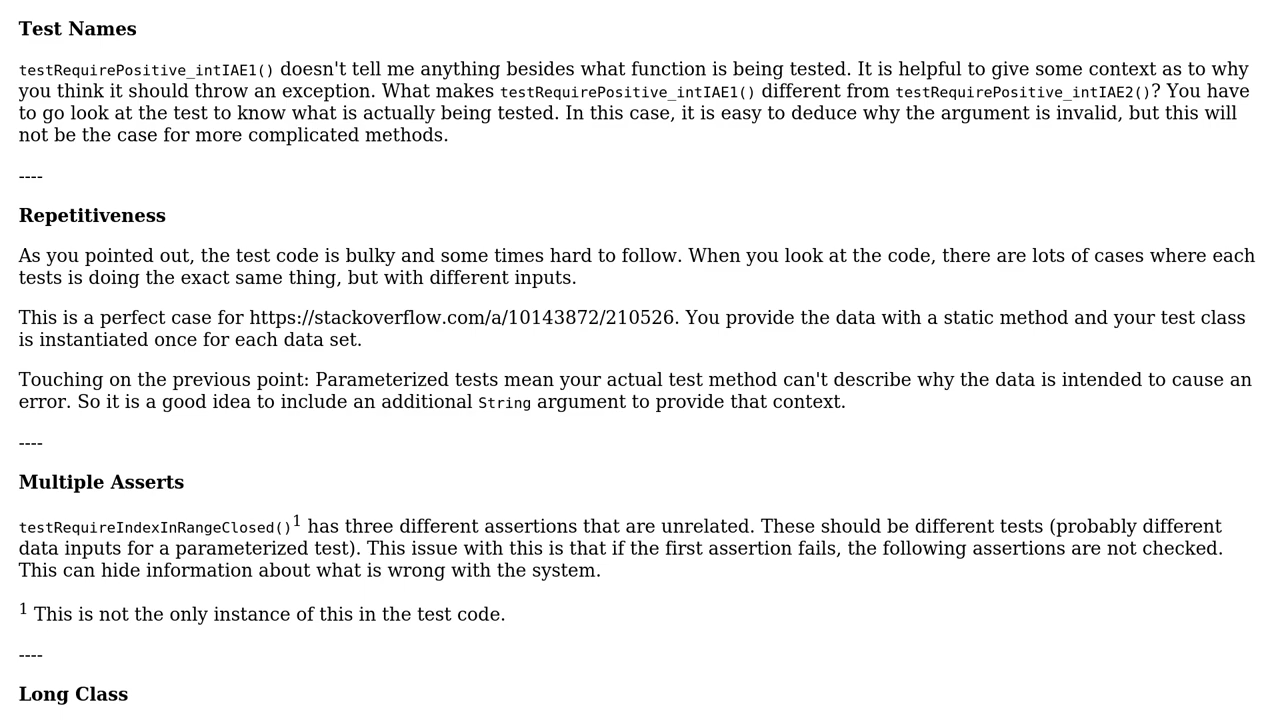 Test Names
testRequirePositive_intIAE1() doesn't tell me anything besides what function is being tested. It is helpful to give some context as to why
you think it should throw an exception. What makes testRequirePositive_intIAE1() different from testRequirePositive_intIAE2()? You have
to go look at the test to know what is actually being tested. In this case, it is easy to deduce why the argument is invalid, but this will
not be the case for more complicated methods.
----
Repetitiveness
As you pointed out, the test code is bulky and some times hard to follow. When you look at the code, there are lots of cases where each
tests is doing the exact same thing, but with different inputs.
This is a perfect case for https://stackoverflow.com/a/10143872/210526. You provide the data with a static method and your test class
is instantiated once for each data set.
Touching on the previous point: Parameterized tests mean your actual test method can't describe why the data is intended to cause an
error. So it is a good idea to include an additional String argument to provide that context.
----
Multiple Asserts
testRequireIndexInRangeClosed()1 has three different assertions that are unrelated. These should be different tests (probably different
data inputs for a parameterized test). This issue with this is that if the first assertion fails, the following assertions are not checked.
This can hide information about what is wrong with the system.
1 This is not the only instance of this in the test code.
----
Long Class